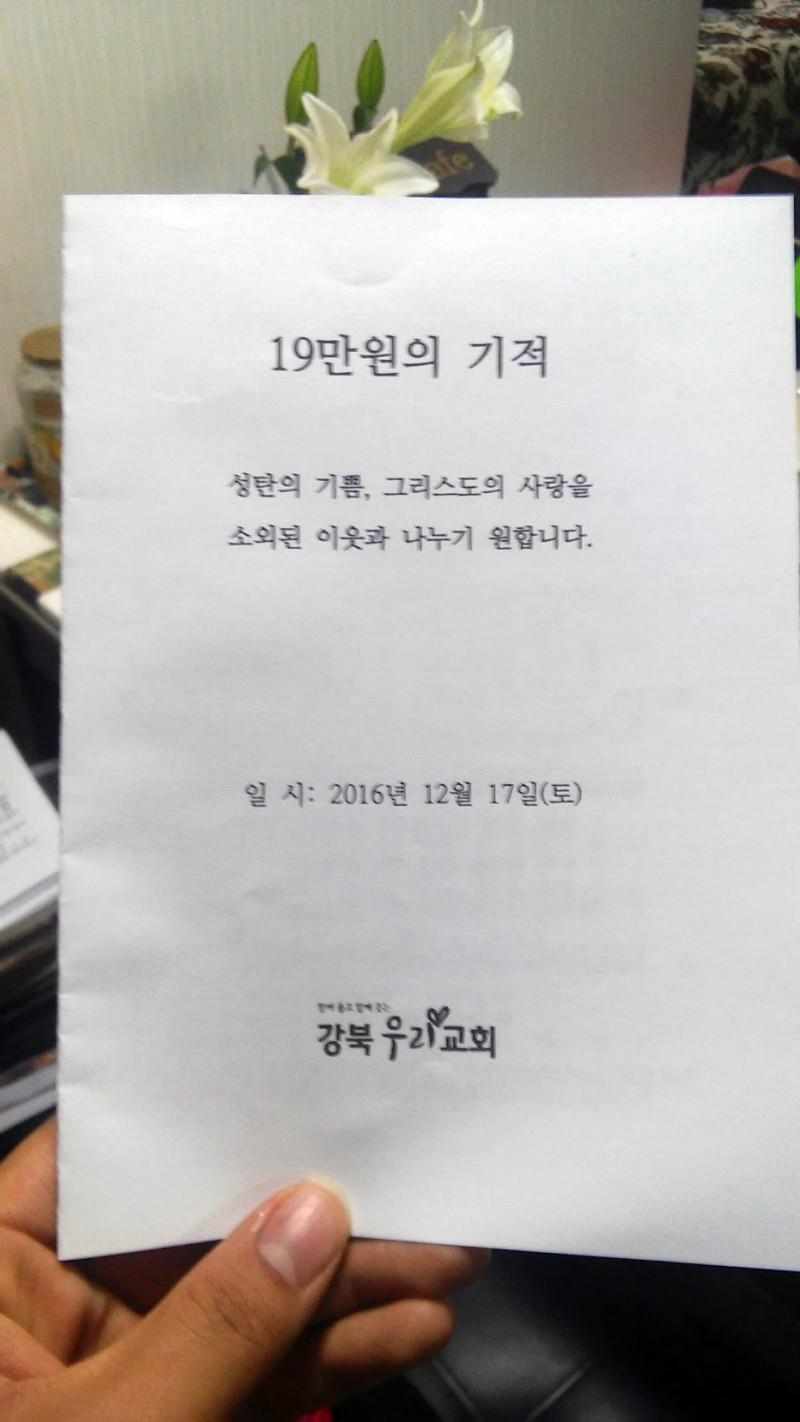 19만원의 기적
성탄의 기쁨, 그리스도의 사랑을
소외된 이웃과 나누기 원합니다.
일 시: 2016년 12월 17일(토)
강북 우리교회